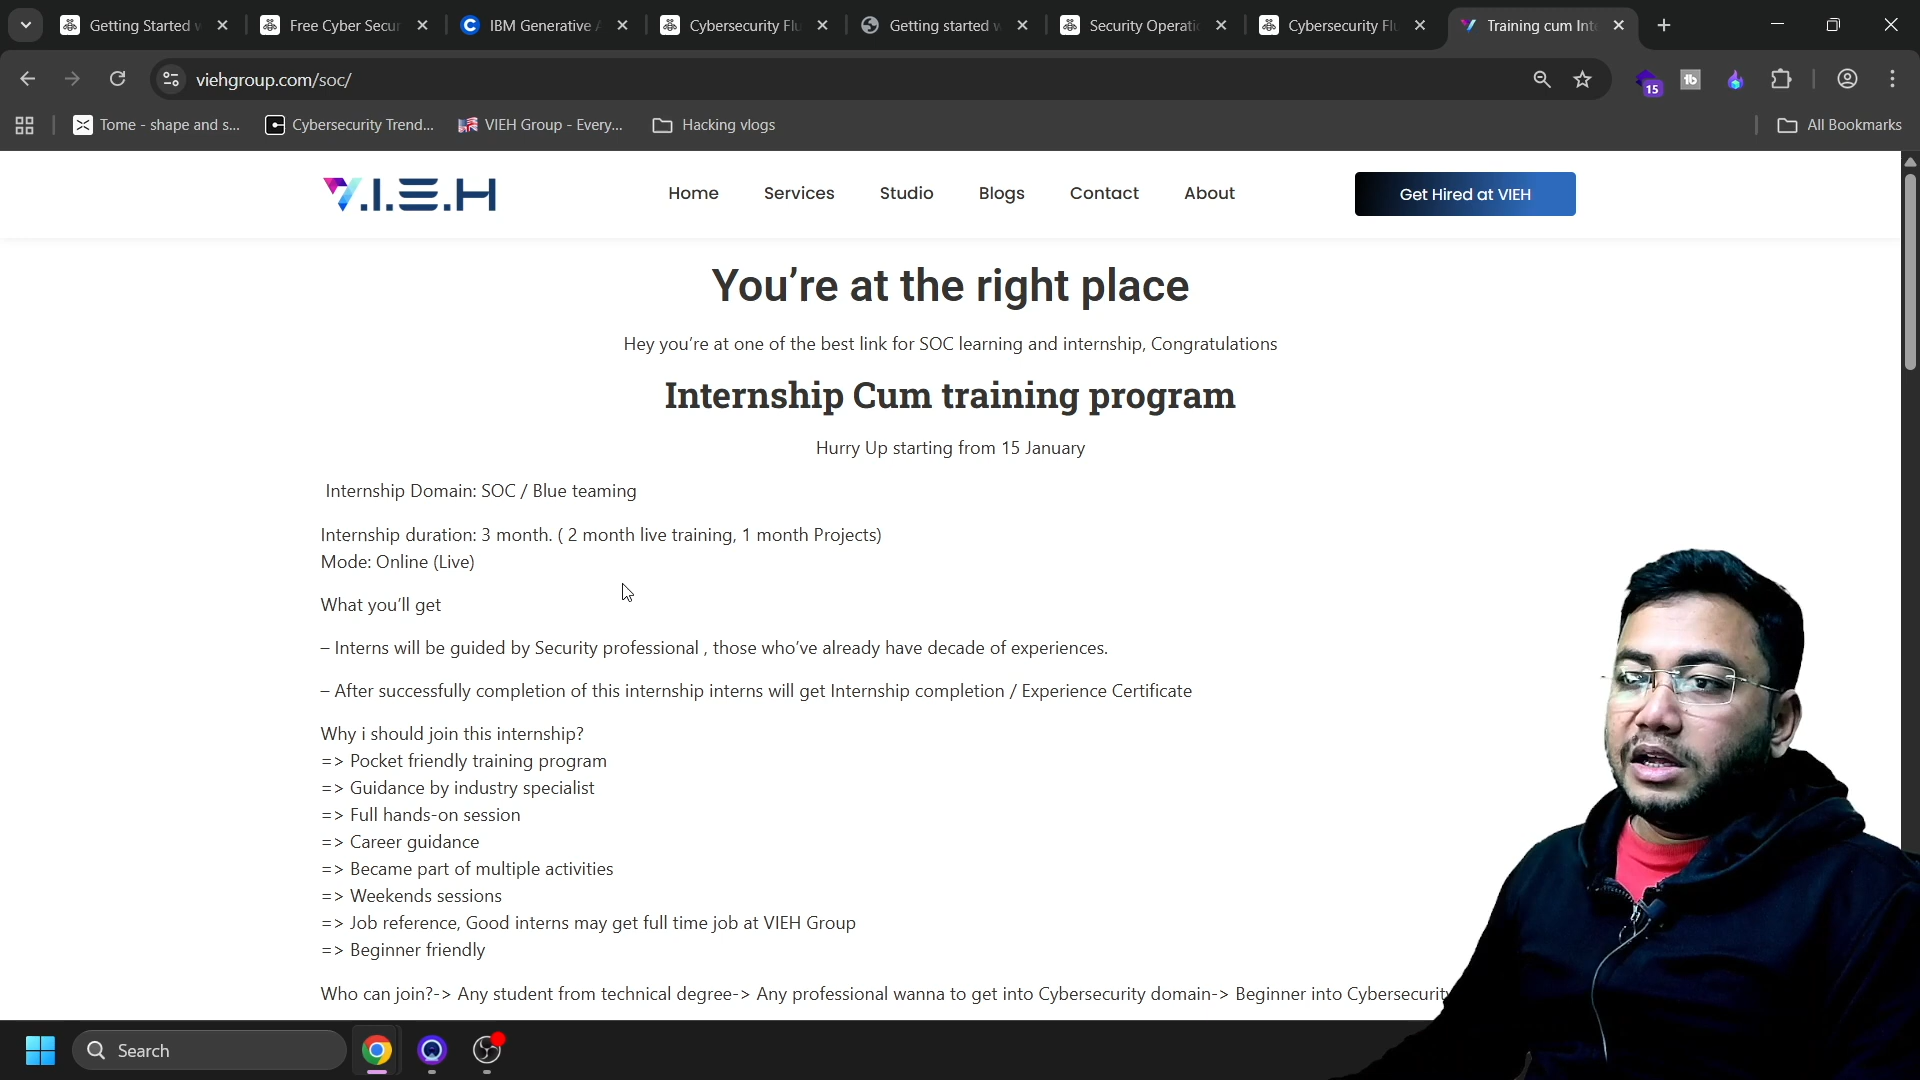 Getting Started w
Free Cyber Secur
IBM Generative A
Cybersecurity Flu
Getting started w
Security Operatic
Cybersecurity Flu
Training cum Inte
viehgroup.com/soc/
15
Tome - shape and s...
Cybersecurity Trend...
VIEH Group - Every...
Hacking vlogs
All Bookmarks
V.I.E.H
Home
Services
Studio
Blogs
Contact
About
Get Hired at VIEH
You’re at the right place
Hey you’re at one of the best link for SOC learning and internship, Congratulations
Internship Cum training program
Hurry Up starting from 15 January
Internship Domain: SOC / Blue teaming
Internship duration: 3 month. ( 2 month live training, 1 month Projects)
Mode: Online (Live)
What you’ll get
– Interns will be guided by Security professional , those who’ve already have decade of experiences.
– After successfully completion of this internship interns will get Internship completion / Experience Certificate
Why i should join this internship?
=> Pocket friendly training program
=> Guidance by industry specialist
=> Full hands-on session
=> Career guidance
=> Became part of multiple activities
=> Weekends sessions
=> Job reference, Good interns may get full time job at VIEH Group
=> Beginner friendly
Who can join?-> Any student from technical degree-> Any professional wanna to get into Cybersecurity domain-> Beginner into Cybersecurity
Search